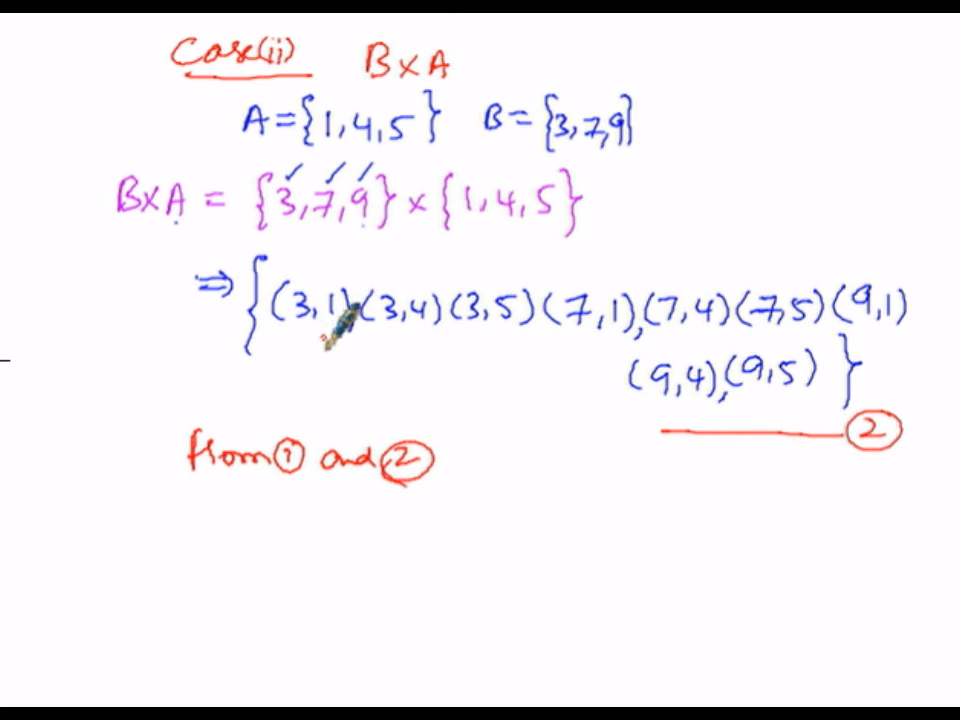 Case(ii) B×A
A={1,4,5} B={3,7,9}
B×A = {3,7,9}×{1,4,5}
⇒ {(3,1),(3,4)(3,5)(7,1),(7,4)(7,5)(9,1)
(9,4),(9,5)}
②
from ① and ②